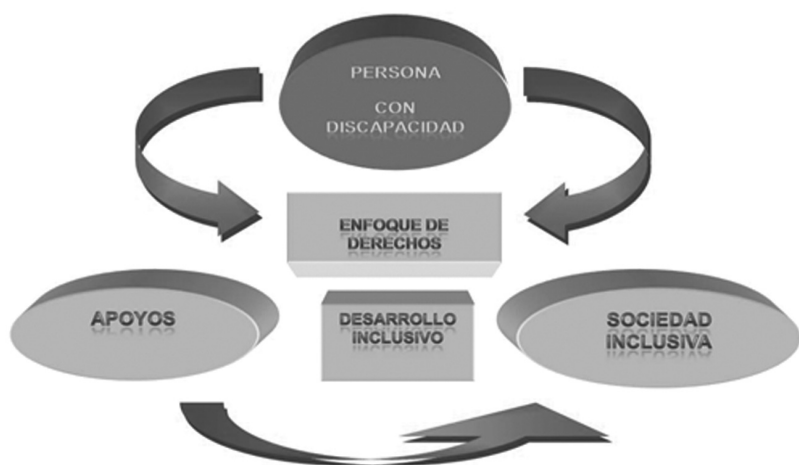 PERSONA
CON
DISCAPACIDAD
ENFOQUE DE
DERECHOS
APOYOS
DESARROLLO
INCLUSIVO
SOCIEDAD
INCLUSIVA